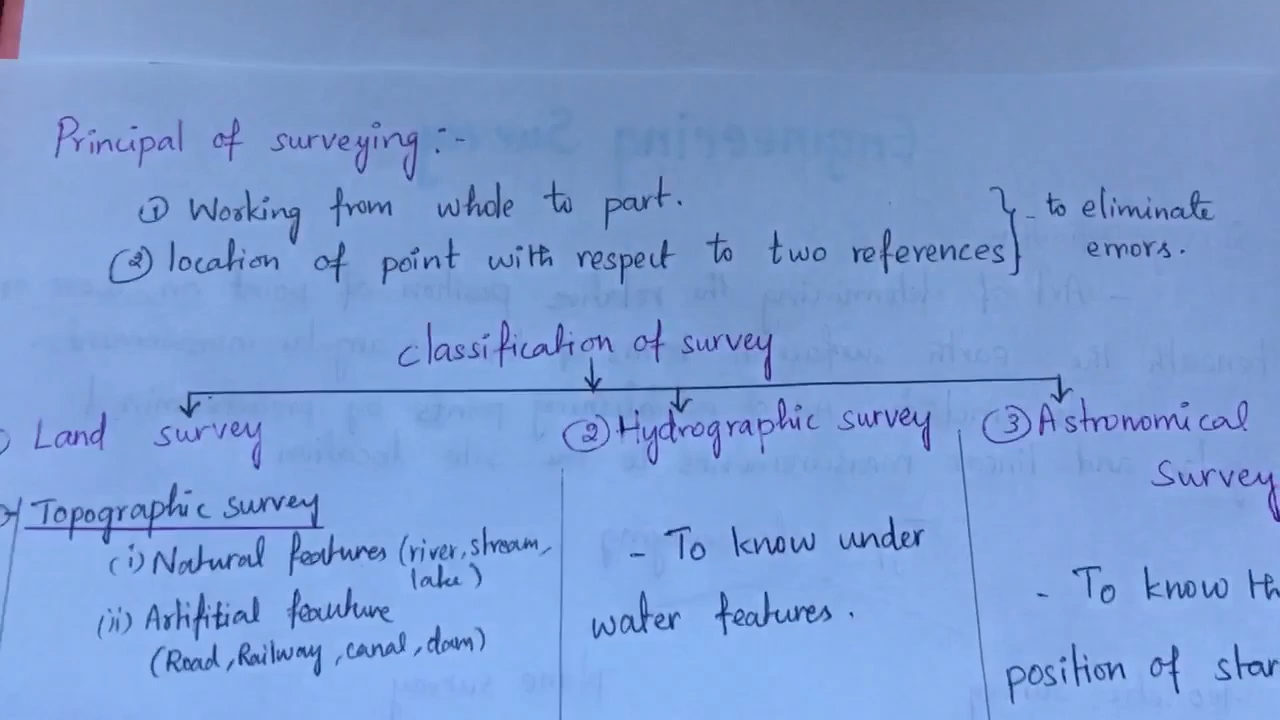 Principal of surveying :-
① Working from whole to part.
② location of point with respect to two references } - to eliminate errors.
classification of survey
) Land survey
② Hydrographic survey
③ Astronomical survey
Topographic survey
(i) Natural features (river, stream, lake)
(ii) Artifitial feauture
(Road, Railway, canal, dam)
- To know under
water features.
- To know th
position of star